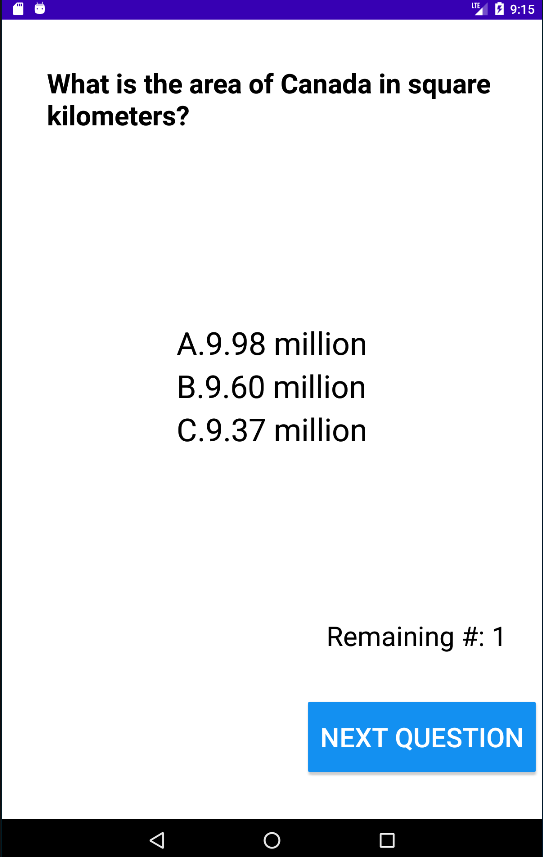 LTE 9:15
What is the area of Canada in square
kilometers?
A.9.98 million
B.9.60 million
C.9.37 million
Remaining #: 1
NEXT QUESTION